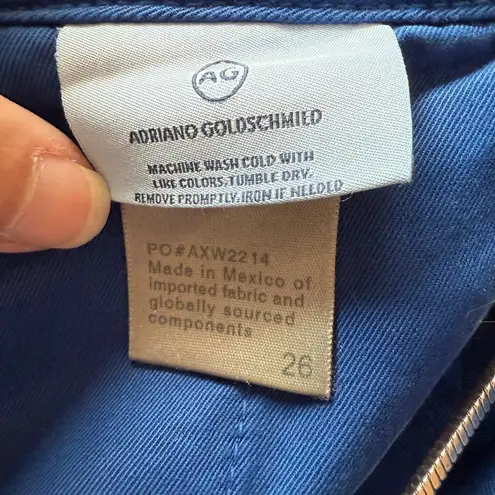 AG
ADRIANO GOLDSCHMIED
MACHINE WASH COLD WITH
LIKE COLORS. TUMBLE DRY.
REMOVE PROMPTLY. IRON IF NEEDED
PO#AXW2214
Made in Mexico of
imported fabric and
globally sourced
components
26